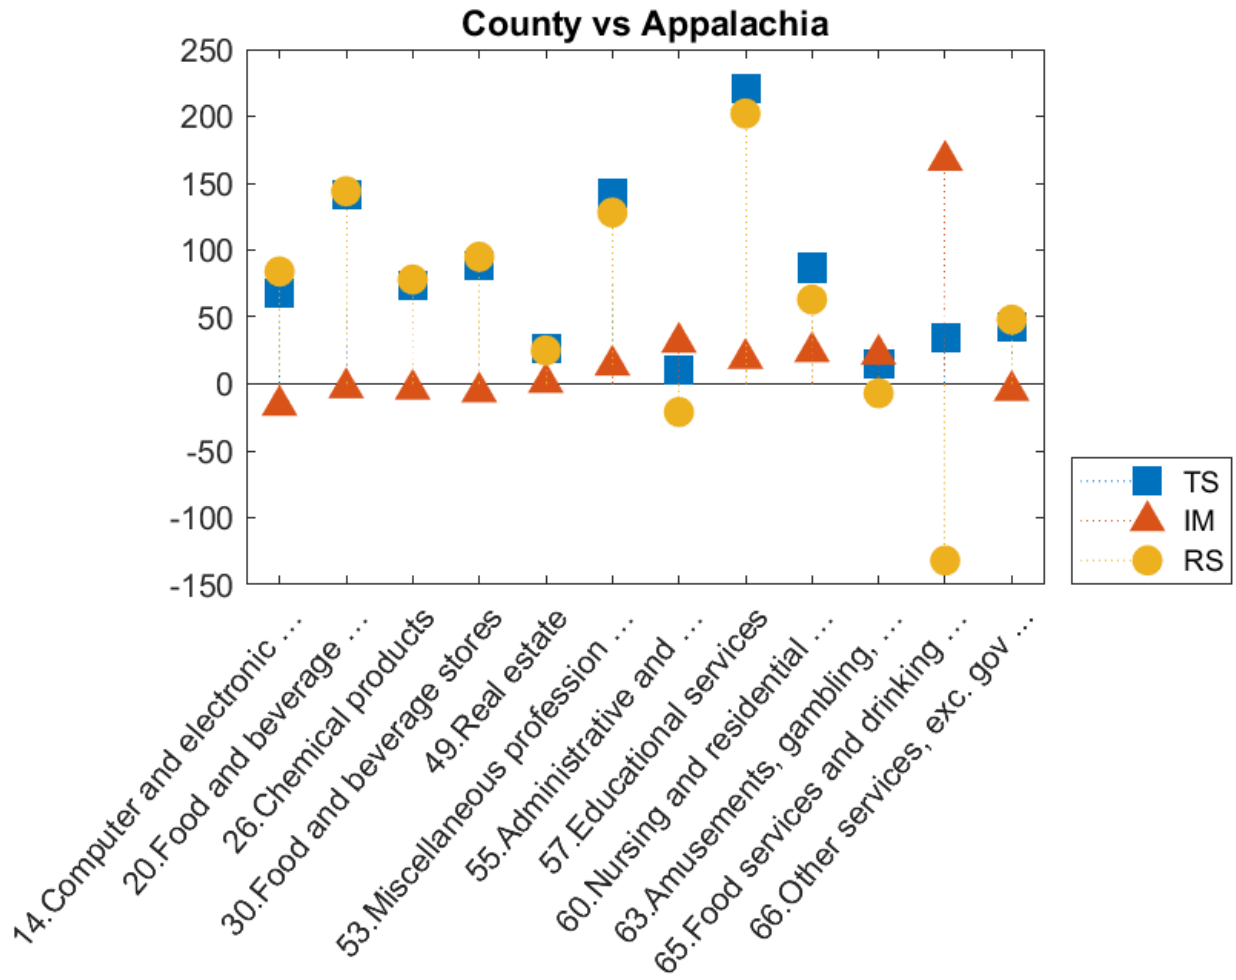 County vs Appalachia
250
200
150
100
50
0
-50
-100
-150
TS
IM
RS
14.Computer and electronic ...
20.Food and beverage ...
26.Chemical products
30.Food and beverage stores
49.Real estate
53.Miscellaneous profession ...
55.Administrative and ...
57.Educational services
60.Nursing and residential ...
63.Amusements, gambling, ...
65.Food services and drinking ...
66.Other services, exc. gov ...